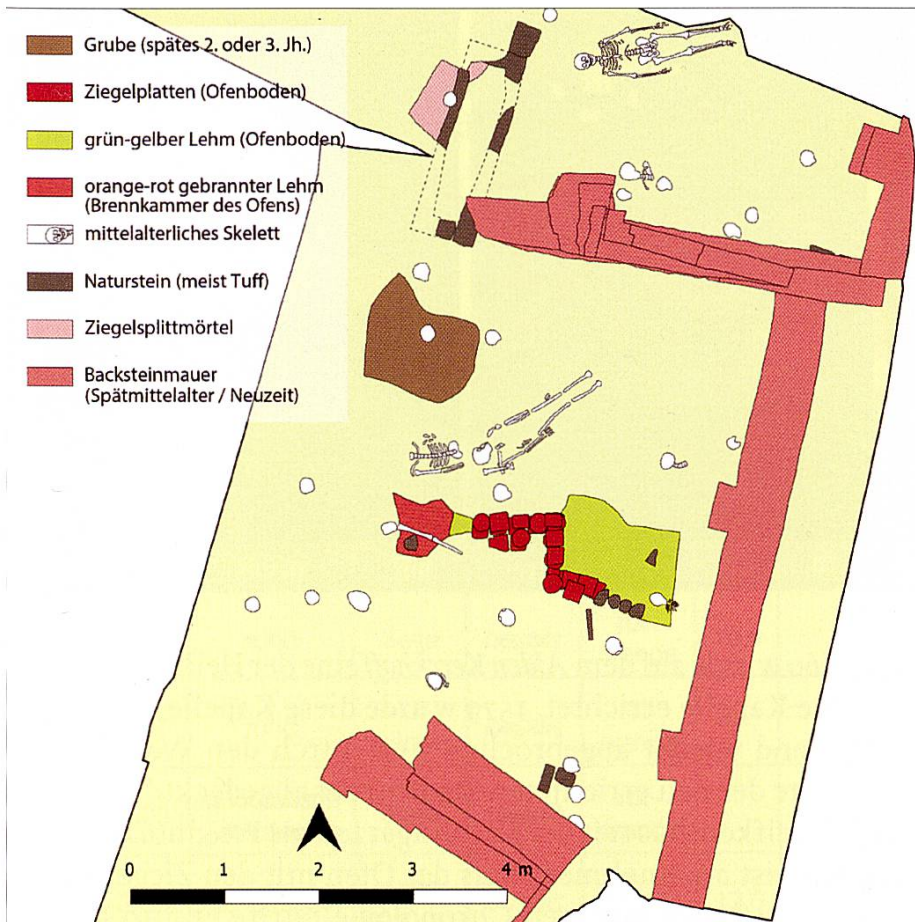 Grube (spätes 2. oder 3. Jh.)
Ziegelplatten (Ofenboden)
grün-gelber Lehm (Ofenboden)
orange-rot gebrannter Lehm
(Brennkammer des Ofens)
mittelalterliches Skelett
Naturstein (meist Tuff)
Ziegelsplittmörtel
Backsteinmauer
(Spätmittelalter / Neuzeit)
0 1 2 3 4 m